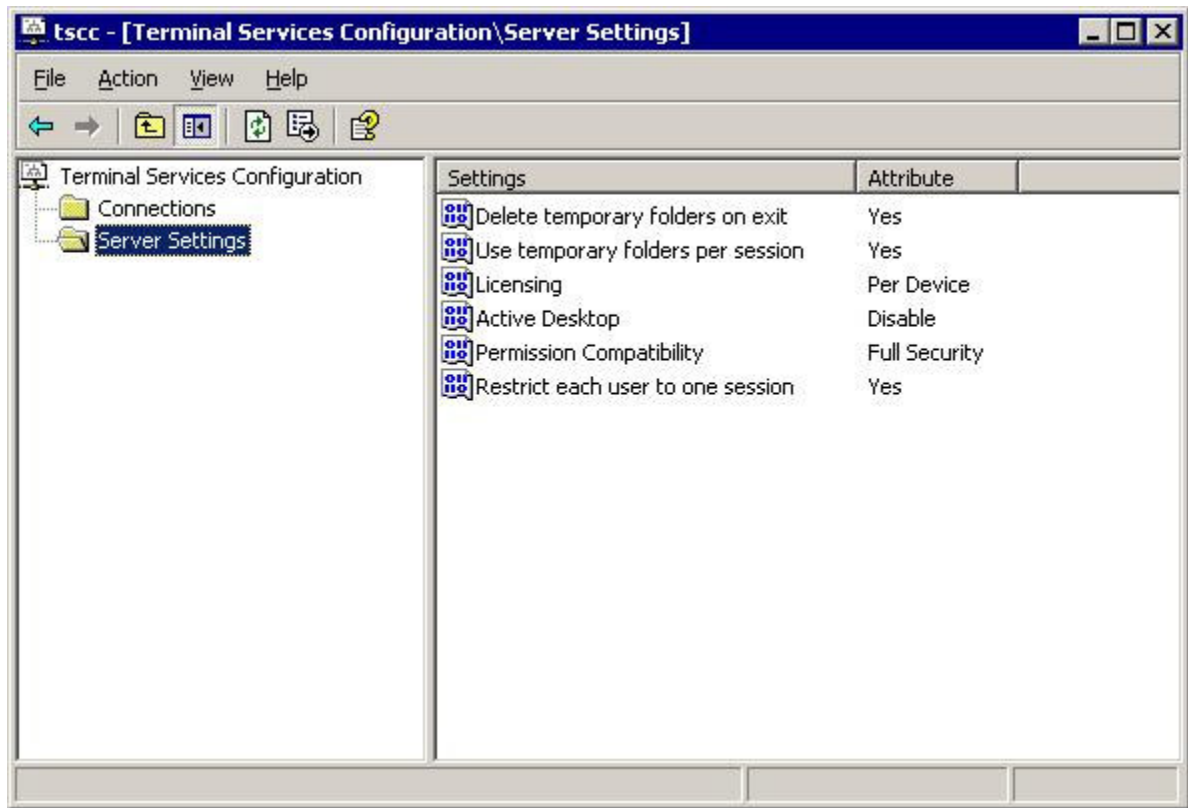 tscc - [Terminal Services Configuration\Server Settings]
File Action View Help
Terminal Services Configuration
Connections
Server Settings
Settings Attribute
Delete temporary folders on exit Yes
Use temporary folders per session Yes
Licensing Per Device
Active Desktop Disable
Permission Compatibility Full Security
Restrict each user to one session Yes